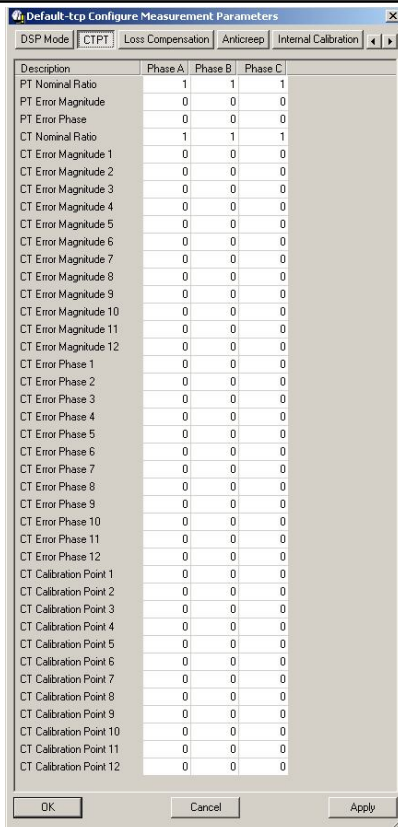 Default-tcp Configure Measurement Parameters
DSP Mode CTPT Loss Compensation Anticreep Internal Calibration
Description Phase A Phase B Phase C
PT Nominal Ratio 1 1 1
PT Error Magnitude 0 0 0
PT Error Phase 0 0 0
CT Nominal Ratio 1 1 1
CT Error Magnitude 1 0 0 0
CT Error Magnitude 2 0 0 0
CT Error Magnitude 3 0 0 0
CT Error Magnitude 4 0 0 0
CT Error Magnitude 5 0 0 0
CT Error Magnitude 6 0 0 0
CT Error Magnitude 7 0 0 0
CT Error Magnitude 8 0 0 0
CT Error Magnitude 9 0 0 0
CT Error Magnitude 10 0 0 0
CT Error Magnitude 11 0 0 0
CT Error Magnitude 12 0 0 0
CT Error Phase 1 0 0 0
CT Error Phase 2 0 0 0
CT Error Phase 3 0 0 0
CT Error Phase 4 0 0 0
CT Error Phase 5 0 0 0
CT Error Phase 6 0 0 0
CT Error Phase 7 0 0 0
CT Error Phase 8 0 0 0
CT Error Phase 9 0 0 0
CT Error Phase 10 0 0 0
CT Error Phase 11 0 0 0
CT Error Phase 12 0 0 0
CT Calibration Point 1 0 0 0
CT Calibration Point 2 0 0 0
CT Calibration Point 3 0 0 0
CT Calibration Point 4 0 0 0
CT Calibration Point 5 0 0 0
CT Calibration Point 6 0 0 0
CT Calibration Point 7 0 0 0
CT Calibration Point 8 0 0 0
CT Calibration Point 9 0 0 0
CT Calibration Point 10 0 0 0
CT Calibration Point 11 0 0 0
CT Calibration Point 12 0 0 0
OK Cancel Apply